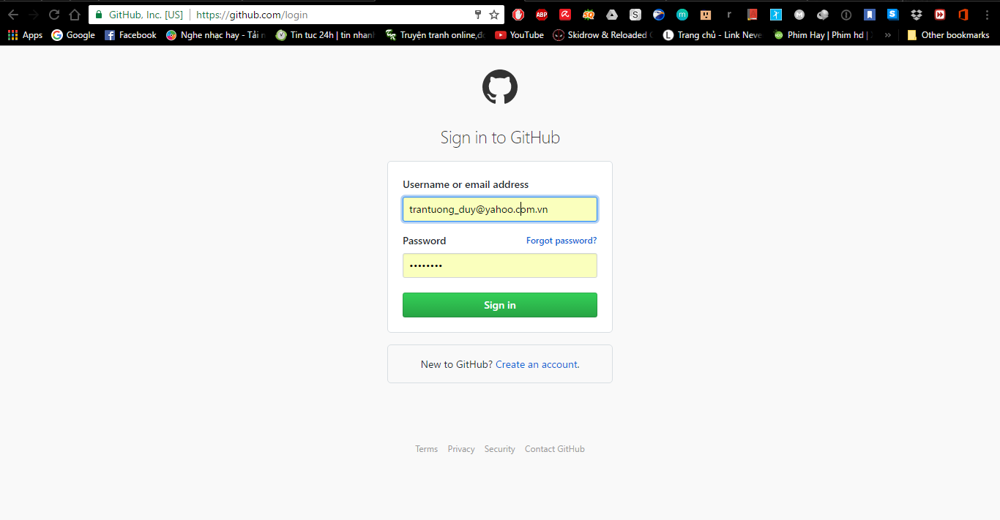 GitHub, Inc. [US] https://github.com/login
Apps Google Facebook Nghe nhạc hay - Tải Tin tuc 24h | tin nhanh Truyện tranh online, YouTube Skidrow & Reloaded Trang chủ - Link Neve Phim Hay | Phim hd | » Other bookmarks
Sign in to GitHub
Username or email address
trantuong_duy@yahoo.com.vn
Password Forgot password?
••••••••
Sign in
New to GitHub? Create an account.
Terms Privacy Security Contact GitHub